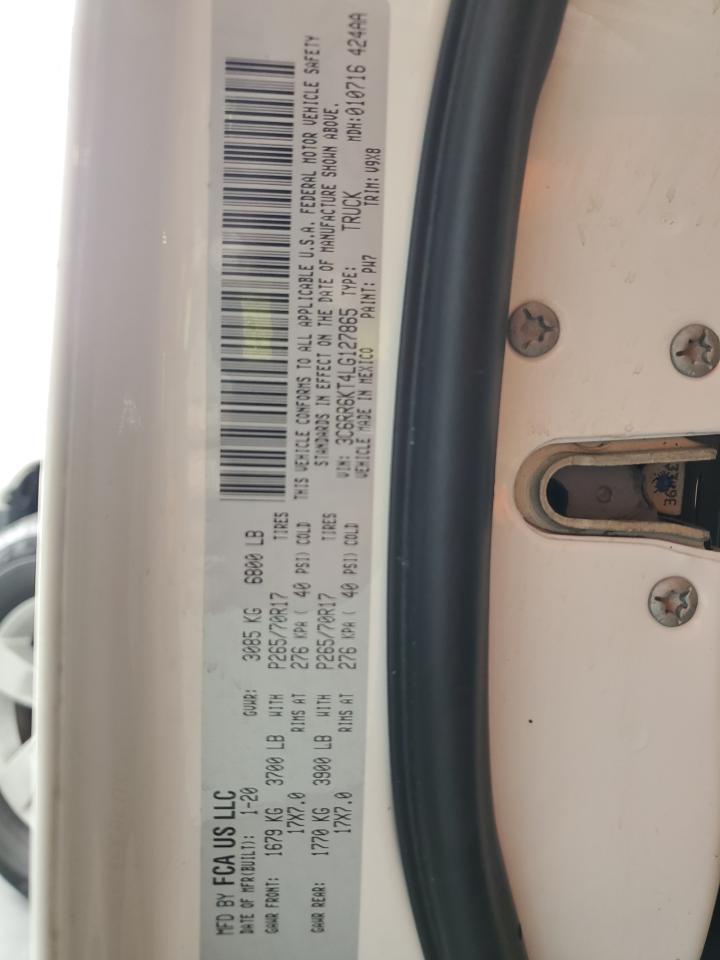 MFD BY FCA US LLC
DATE OF MFR(BUILT): 1-20 GVWR: 3085 KG 6800 LB
GAWR FRONT: 1679 KG 3700 LB WITH P265/70R17 TIRES
17X7.0 RIMS AT 276 KPA ( 40 PSI) COLD
GAWR REAR: 1770 KG 3900 LB WITH P265/70R17 TIRES
17X7.0 RIMS AT 276 KPA ( 40 PSI) COLD
THIS VEHICLE CONFORMS TO ALL APPLICABLE U.S.A. FEDERAL MOTOR VEHICLE SAFETY
STANDARDS IN EFFECT ON THE DATE OF MANUFACTURE SHOWN ABOVE.
VIN: 3C6RR6KT4LG127865 TYPE: TRUCK MDH:010716 424AA
VEHICLE MADE IN MEXICO PAINT: PW7 TRIM: V9X8